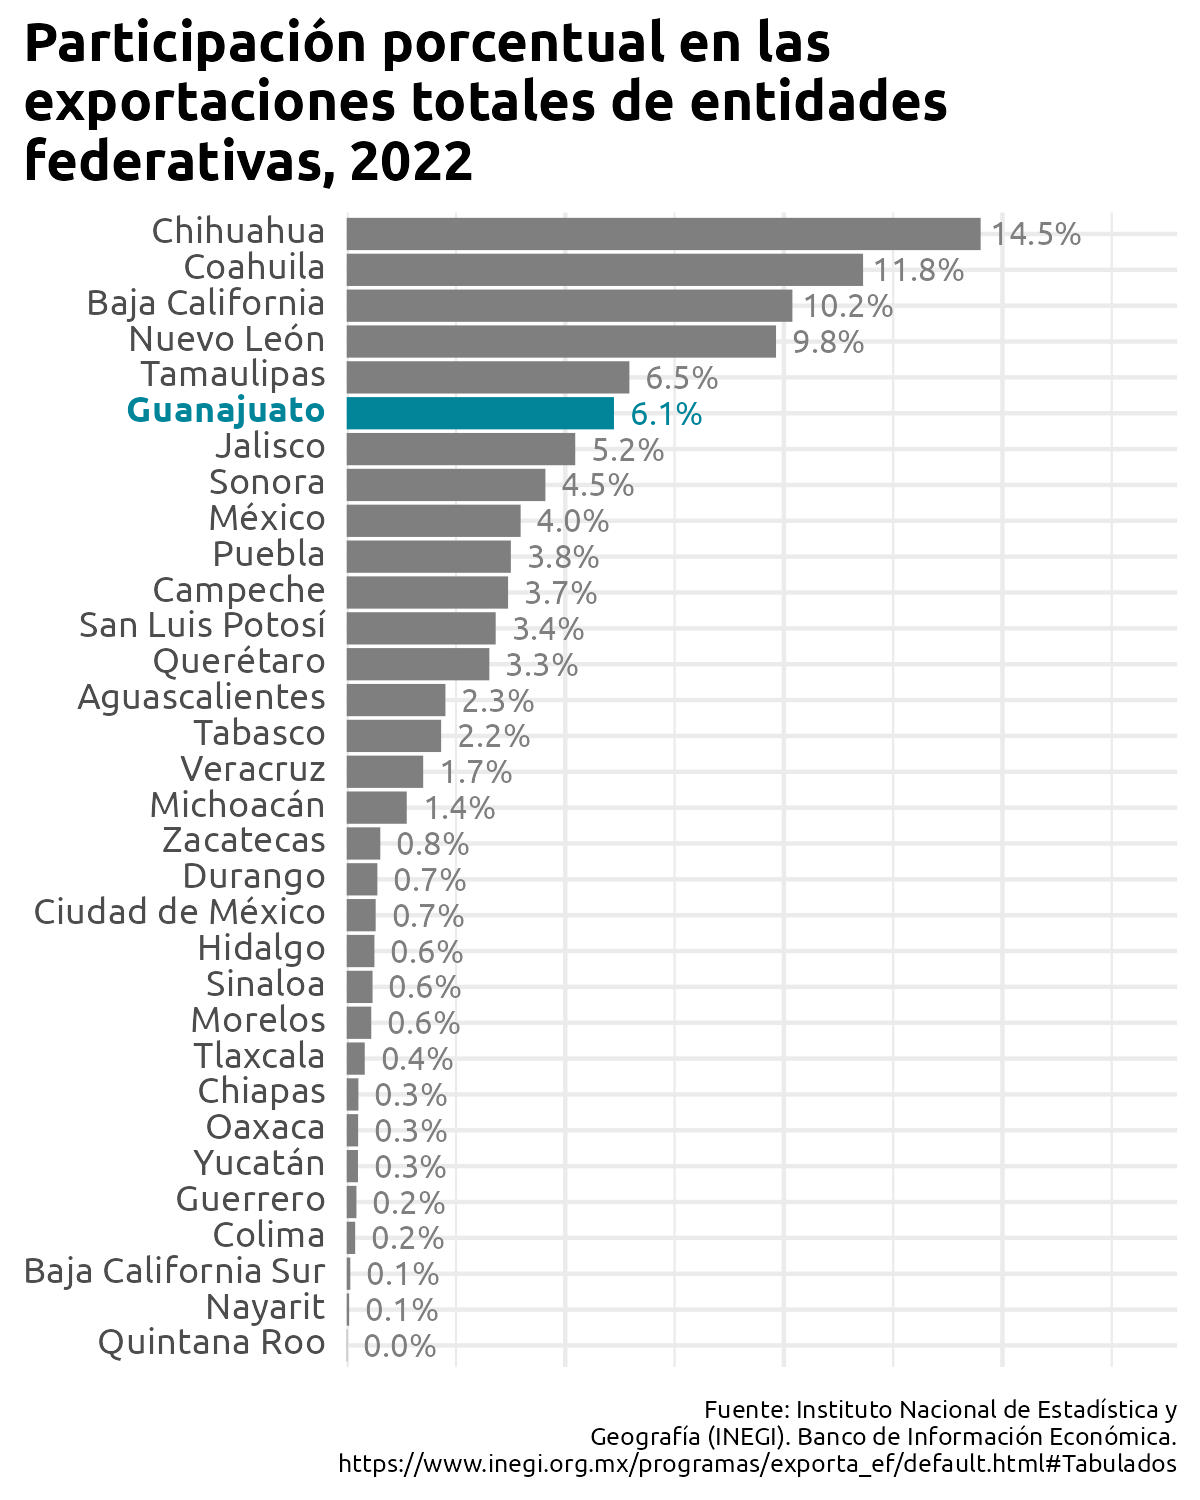 Participación porcentual en las
exportaciones totales de entidades
federativas, 2022
Chihuahua 14.5%
Coahuila 11.8%
Baja California 10.2%
Nuevo León 9.8%
Tamaulipas 6.5%
Guanajuato 6.1%
Jalisco 5.2%
Sonora 4.5%
México 4.0%
Puebla 3.8%
Campeche 3.7%
San Luis Potosí 3.4%
Querétaro 3.3%
Aguascalientes 2.3%
Tabasco 2.2%
Veracruz 1.7%
Michoacán 1.4%
Zacatecas 0.8%
Durango 0.7%
Ciudad de México 0.7%
Hidalgo 0.6%
Sinaloa 0.6%
Morelos 0.6%
Tlaxcala 0.4%
Chiapas 0.3%
Oaxaca 0.3%
Yucatán 0.3%
Guerrero 0.2%
Colima 0.2%
Baja California Sur 0.1%
Nayarit 0.1%
Quintana Roo 0.0%
Fuente: Instituto Nacional de Estadística y
Geografía (INEGI). Banco de Información Económica.
https://www.inegi.org.mx/programas/exporta_ef/default.html#Tabulados